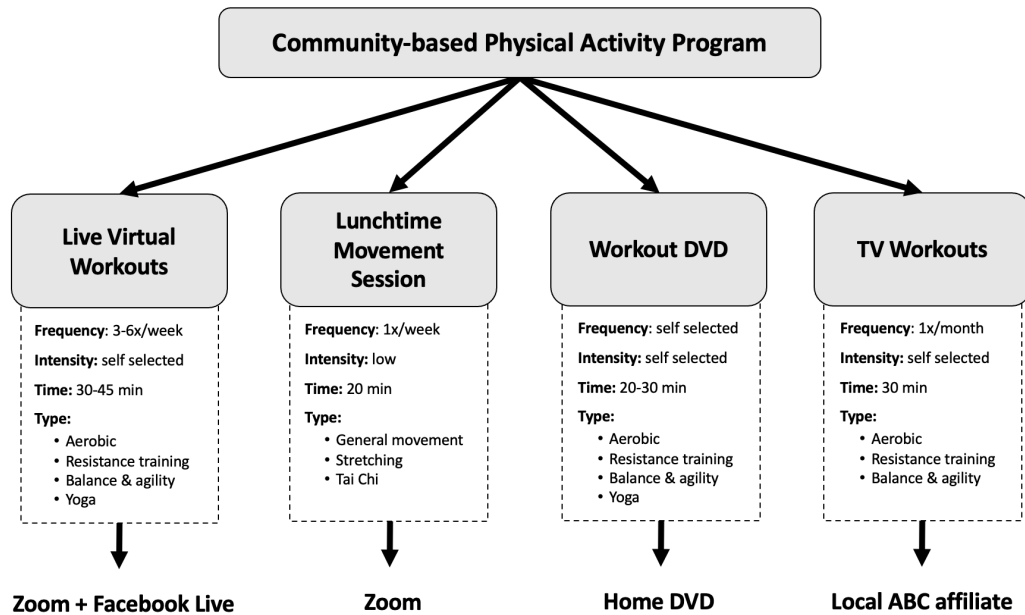 Community-based Physical Activity Program
Live Virtual
Workouts
Frequency: 3-6x/week
Intensity: self selected
Time: 30-45 min
Type:
• Aerobic
• Resistance training
• Balance & agility
• Yoga
Zoom + Facebook Live
Lunchtime
Movement
Session
Frequency: 1x/week
Intensity: low
Time: 20 min
Type:
• General movement
• Stretching
• Tai Chi
Zoom
Workout DVD
Frequency: self selected
Intensity: self selected
Time: 20-30 min
Type:
• Aerobic
• Resistance training
• Balance & agility
• Yoga
Home DVD
TV Workouts
Frequency: 1x/month
Intensity: self selected
Time: 30 min
Type:
• Aerobic
• Resistance training
• Balance & agility
Local ABC affiliate